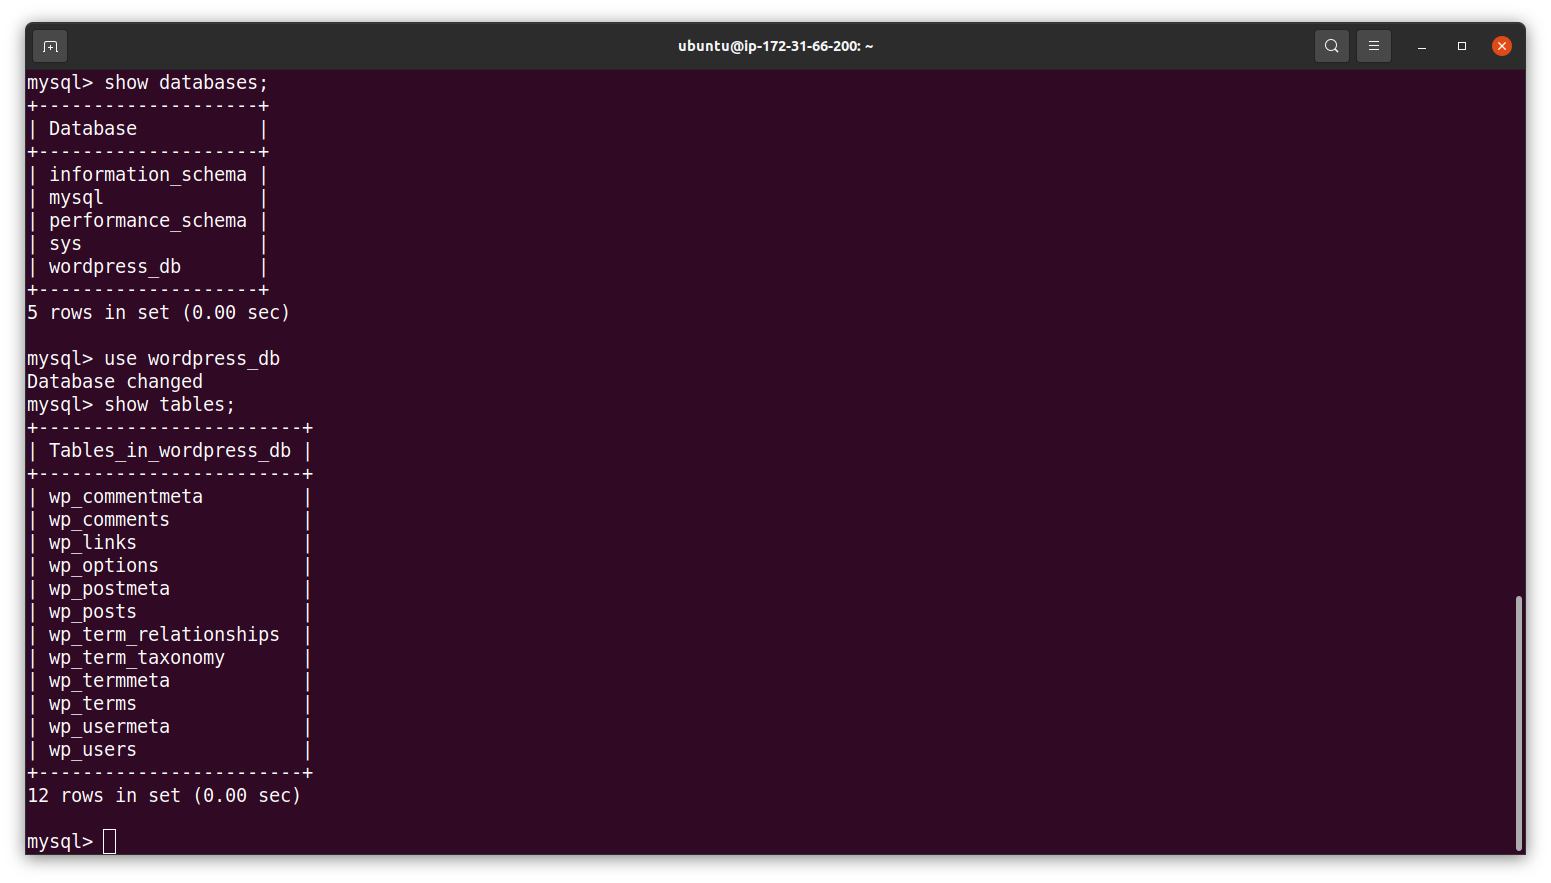 ubuntu@ip-172-31-66-200: ~
mysql> show databases;
+--------------------+
| Database           |
+--------------------+
| information_schema |
| mysql              |
| performance_schema |
| sys                |
| wordpress_db       |
+--------------------+
5 rows in set (0.00 sec)

mysql> use wordpress_db
Database changed
mysql> show tables;
+------------------------+
| Tables_in_wordpress_db |
+------------------------+
| wp_commentmeta         |
| wp_comments            |
| wp_links               |
| wp_options             |
| wp_postmeta            |
| wp_posts               |
| wp_term_relationships  |
| wp_term_taxonomy       |
| wp_termmeta            |
| wp_terms               |
| wp_usermeta            |
| wp_users               |
+------------------------+
12 rows in set (0.00 sec)

mysql>